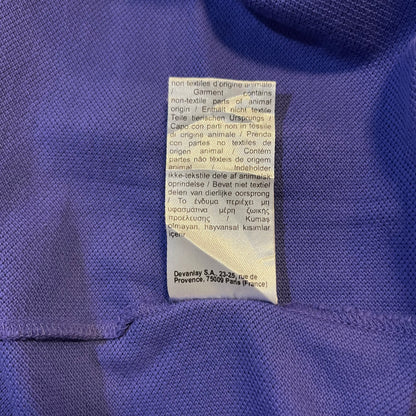 non textiles d'origine animale
/ Garment contains
non-textile parts of animal
origin / Enthält nicht textile
Teile tierischen Ursprungs /
Capo con parti non in tessile
di origine animale / Prenda
con partes no textiles de
origen animal / Contém
partes não têxteis de origem
animal / Indeholder
ikke-tekstile dele af animalsk
oprindelse / Bevat niet textiel
delen van dierlijke oorsprong
/ Το ένδυμα περιέχει μη
υφασμάτινα μέρη ζωικής
προέλευσης / Kumaş
olmayan, hayvansal kısımlar
içerir
Devanlay S.A. 23-25, rue de
Provence, 75009 Paris (France)